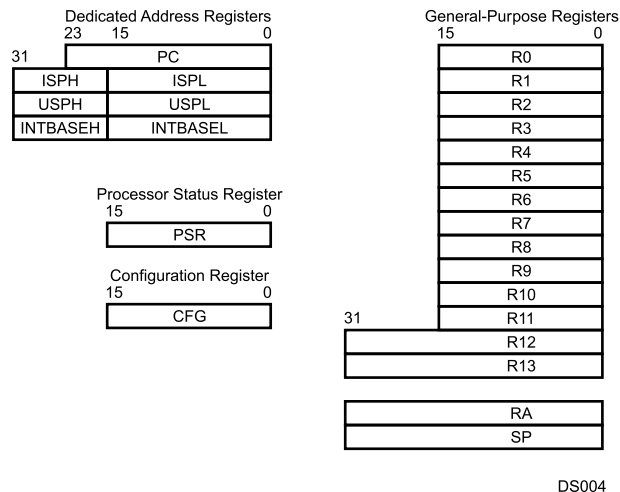 Dedicated Address Registers
23 15 0
31 PC
ISPH ISPL
USPH USPL
INTBASEH INTBASEL
Processor Status Register
15 0
PSR
Configuration Register
15 0
CFG
General-Purpose Registers
15 0
R0
R1
R2
R3
R4
R5
R6
R7
R8
R9
R10
31 R11
R12
R13
RA
SP
DS004